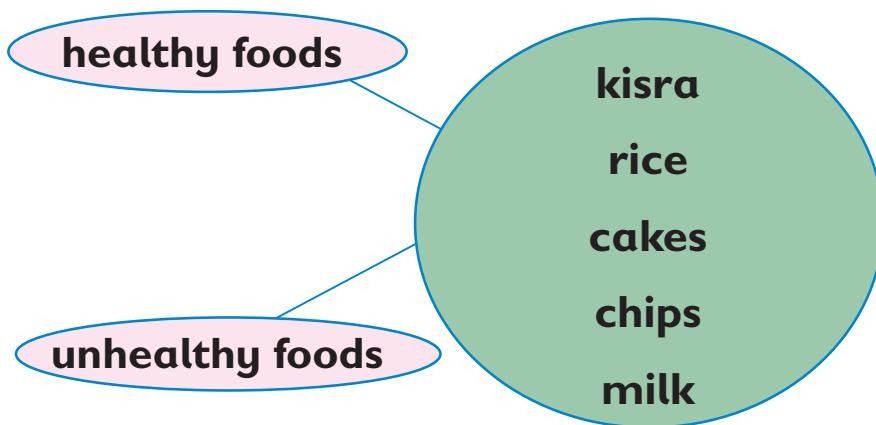 healthy foods
unhealthy foods
kisra
rice
cakes
chips
milk